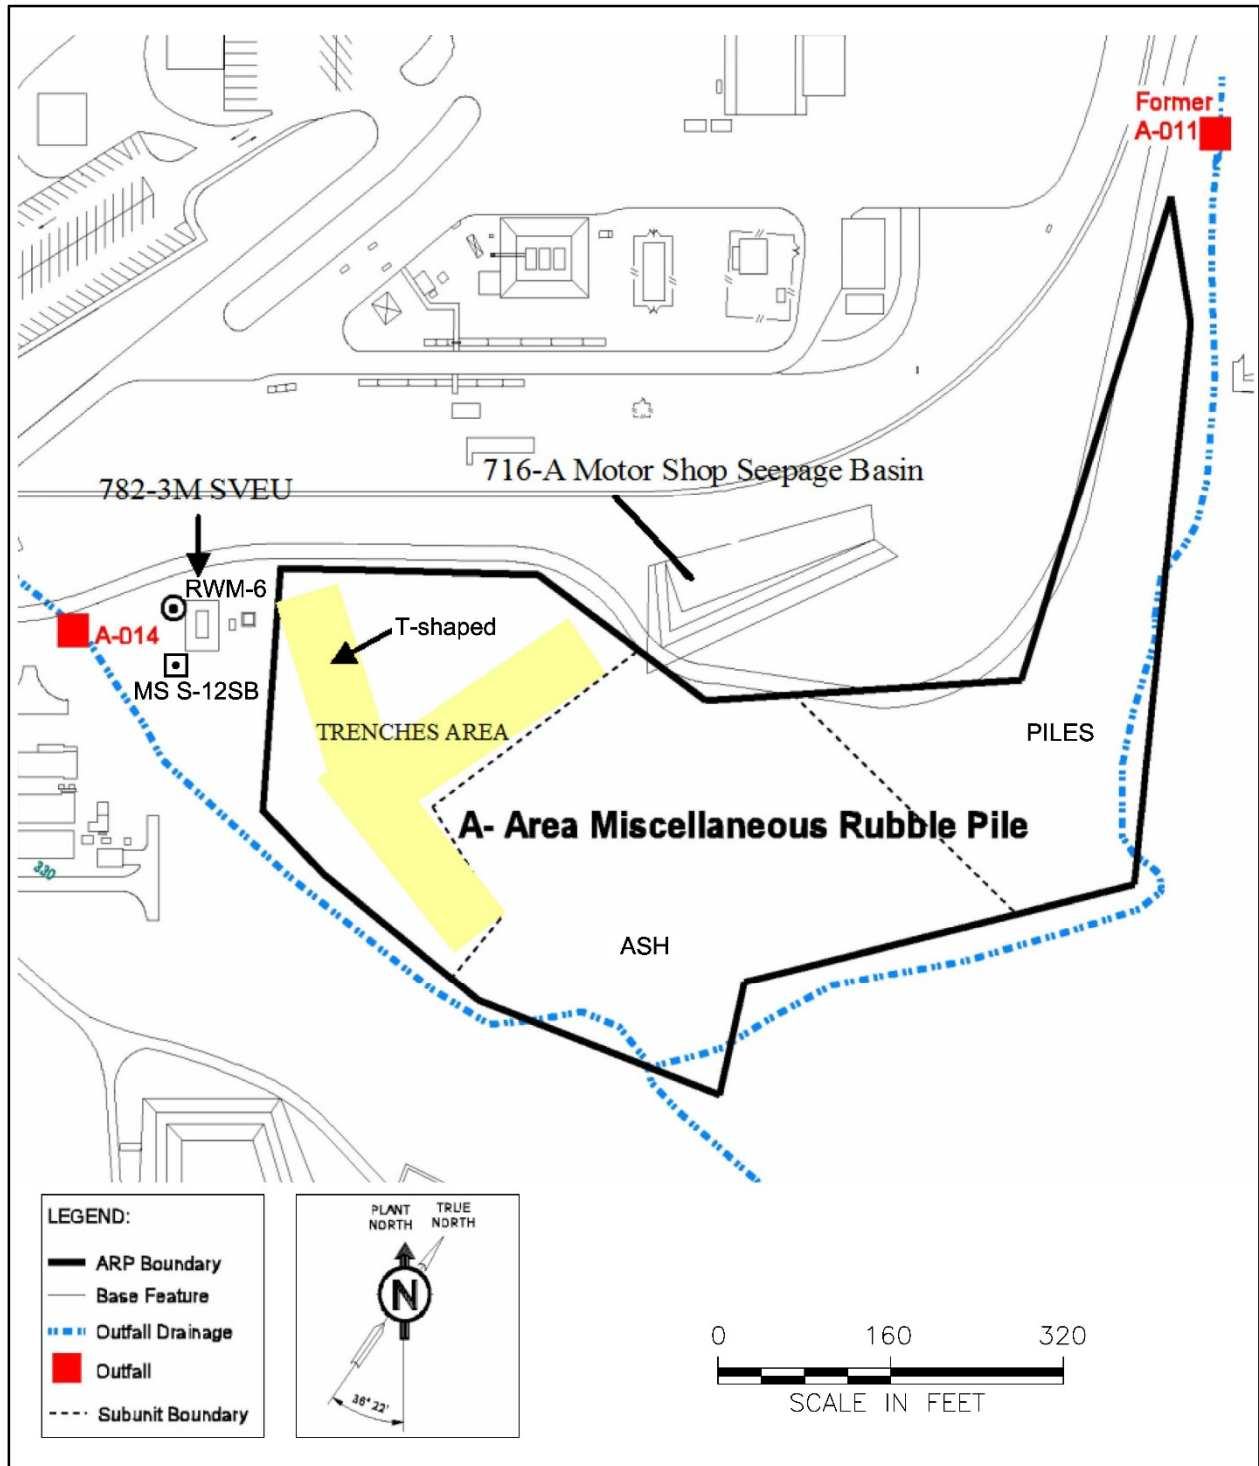 Former
A-011
716-A Motor Shop Seepage Basin
782-3M SVEU
RWM-6
A-014
T-shaped
MS S-12SB
TRENCHES AREA
PILES
A- Area Miscellaneous Rubble Pile
330
ASH
LEGEND:
ARP Boundary
Base Feature
Outfall Drainage
Outfall
Subunit Boundary
PLANT NORTH
TRUE NORTH
N
36° 22'
0 160 320
SCALE IN FEET